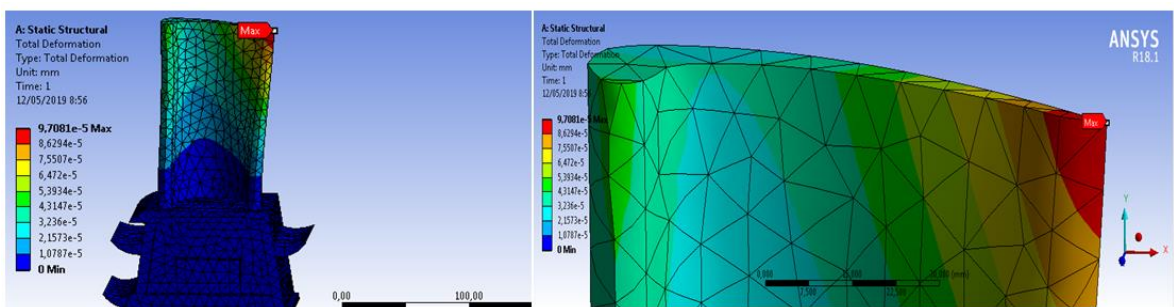 A: Static Structural
Total Deformation
Type: Total Deformation
Unit: mm
Time: 1
12/05/2019 8:56
9,7081e-5 Max
8,6294e-5
7,5507e-5
6,472e-5
5,3934e-5
4,3147e-5
3,236e-5
2,1573e-5
1,0787e-5
0 Min
Max
0,00
100,00
A: Static Structural
Total Deformation
Type: Total Deformation
Unit: mm
Time: 1
12/05/2019 8:56
9,7081e-5 Max
8,6294e-5
7,5507e-5
6,472e-5
5,3934e-5
4,3147e-5
3,236e-5
2,1573e-5
1,0787e-5
0 Min
ANSYS
R18.1
Max
Y
X
0,000
15,000
30,000 (mm)
7,500
22,500